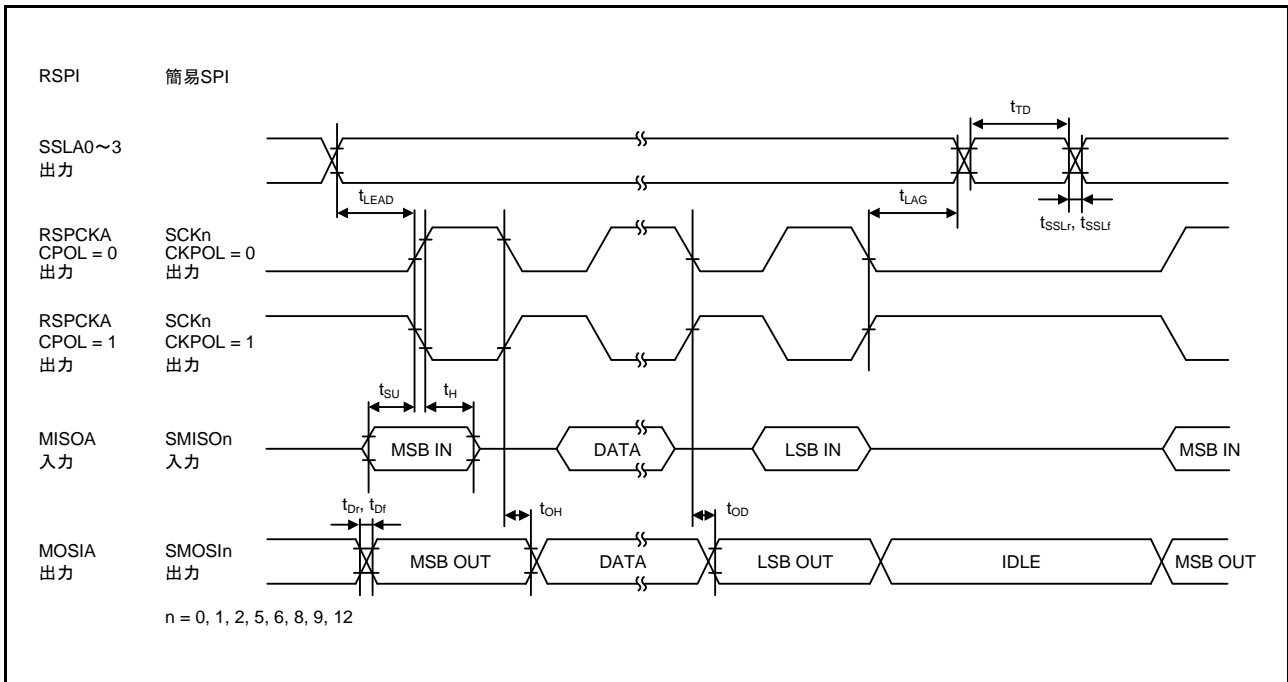 RSPI 簡易SPI
tTD
SSLA0～3
出力
tLEAD tLAG
tSSLr, tSSLf
RSPCKA SCKn
CPOL = 0 CKPOL = 0
出力 出力
RSPCKA SCKn
CPOL = 1 CKPOL = 1
出力 出力
tSU tH
MISOA SMISOn
入力 入力
MSB IN DATA LSB IN MSB IN
tDr, tDf tOH tOD
MOSIA SMOSIn
出力 出力
MSB OUT DATA LSB OUT IDLE MSB OUT
n = 0, 1, 2, 5, 6, 8, 9, 12